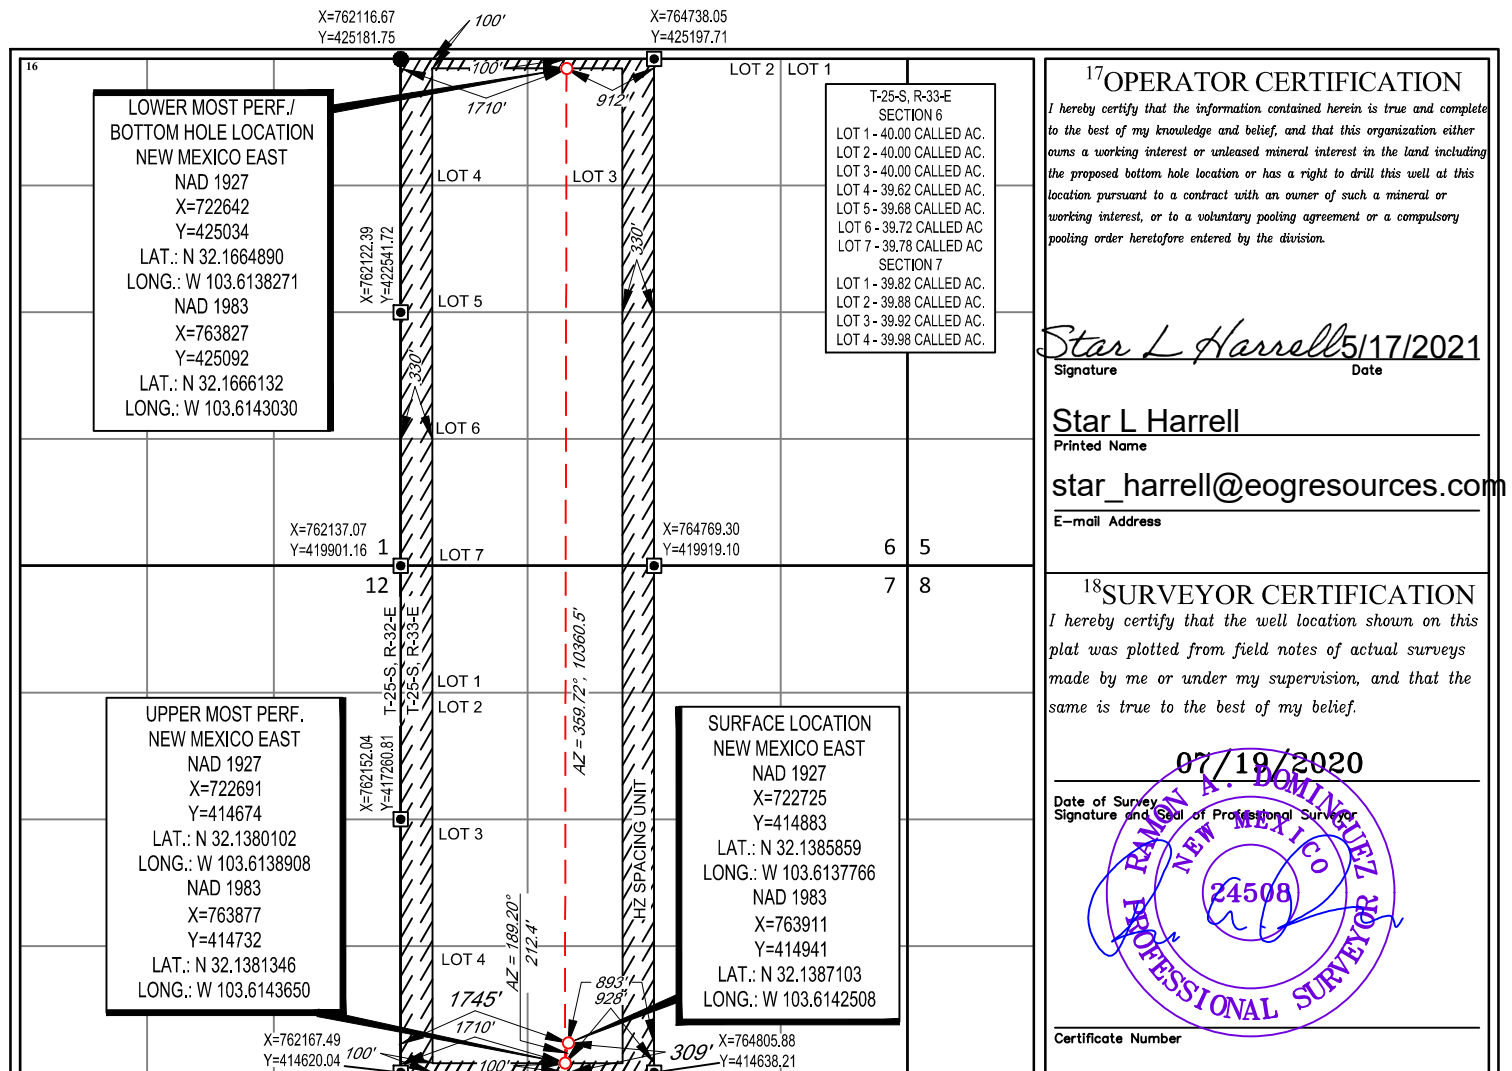 X=762116.67
Y=425181.75
100'
X=764738.05
Y=425197.71
16
100'
1710'
912'
LOT 2 LOT 1
LOWER MOST PERF./
BOTTOM HOLE LOCATION
NEW MEXICO EAST
NAD 1927
X=722642
Y=425034
LAT.: N 32.1664890
LONG.: W 103.6138271
NAD 1983
X=763827
Y=425092
LAT.: N 32.1666132
LONG.: W 103.6143030
T-25-S, R-33-E
SECTION 6
LOT 1 - 40.00 CALLED AC.
LOT 2 - 40.00 CALLED AC.
LOT 3 - 40.00 CALLED AC.
LOT 4 - 39.62 CALLED AC.
LOT 5 - 39.68 CALLED AC.
LOT 6 - 39.72 CALLED AC
LOT 7 - 39.78 CALLED AC
SECTION 7
LOT 1 - 39.82 CALLED AC.
LOT 2 - 39.88 CALLED AC.
LOT 3 - 39.92 CALLED AC.
LOT 4 - 39.98 CALLED AC.
LOT 4
LOT 3
X=762122.39
Y=422541.72
330'
LOT 5
330'
LOT 6
X=762137.07
Y=419901.16
1
LOT 7
X=764769.30
Y=419919.10
6 5
12
7 8
T-25-S, R-32-E
T-25-S, R-33-E
AZ = 359.72°, 10360.5'
LOT 1
LOT 2
X=762152.04
Y=417260.81
UPPER MOST PERF.
NEW MEXICO EAST
NAD 1927
X=722691
Y=414674
LAT.: N 32.1380102
LONG.: W 103.6138908
NAD 1983
X=763877
Y=414732
LAT.: N 32.1381346
LONG.: W 103.6143650
LOT 3
HZ SPACING UNIT
SURFACE LOCATION
NEW MEXICO EAST
NAD 1927
X=722725
Y=414883
LAT.: N 32.1385859
LONG.: W 103.6137766
NAD 1983
X=763911
Y=414941
LAT.: N 32.1387103
LONG.: W 103.6142508
AZ = 189.20°
212.4'
LOT 4
1745'
1710'
893'
928'
X=762167.49
Y=414620.04
100'
100'
309'
X=764805.88
Y=414638.21
17OPERATOR CERTIFICATION
I hereby certify that the information contained herein is true and complete
to the best of my knowledge and belief, and that this organization either
owns a working interest or unleased mineral interest in the land including
the proposed bottom hole location or has a right to drill this well at this
location pursuant to a contract with an owner of such a mineral or
working interest, or to a voluntary pooling agreement or a compulsory
pooling order heretofore entered by the division.
Star L Harrell 5/17/2021
Signature Date
Star L Harrell
Printed Name
star_harrell@eogresources.com
E-mail Address
18SURVEYOR CERTIFICATION
I hereby certify that the well location shown on this
plat was plotted from field notes of actual surveys
made by me or under my supervision, and that the
same is true to the best of my belief.
07/19/2020
Date of Survey
Signature and Seal of Professional Surveyor
RAMON A. DOMINGUEZ
NEW MEXICO
24508
PROFESSIONAL SURVEYOR
Certificate Number